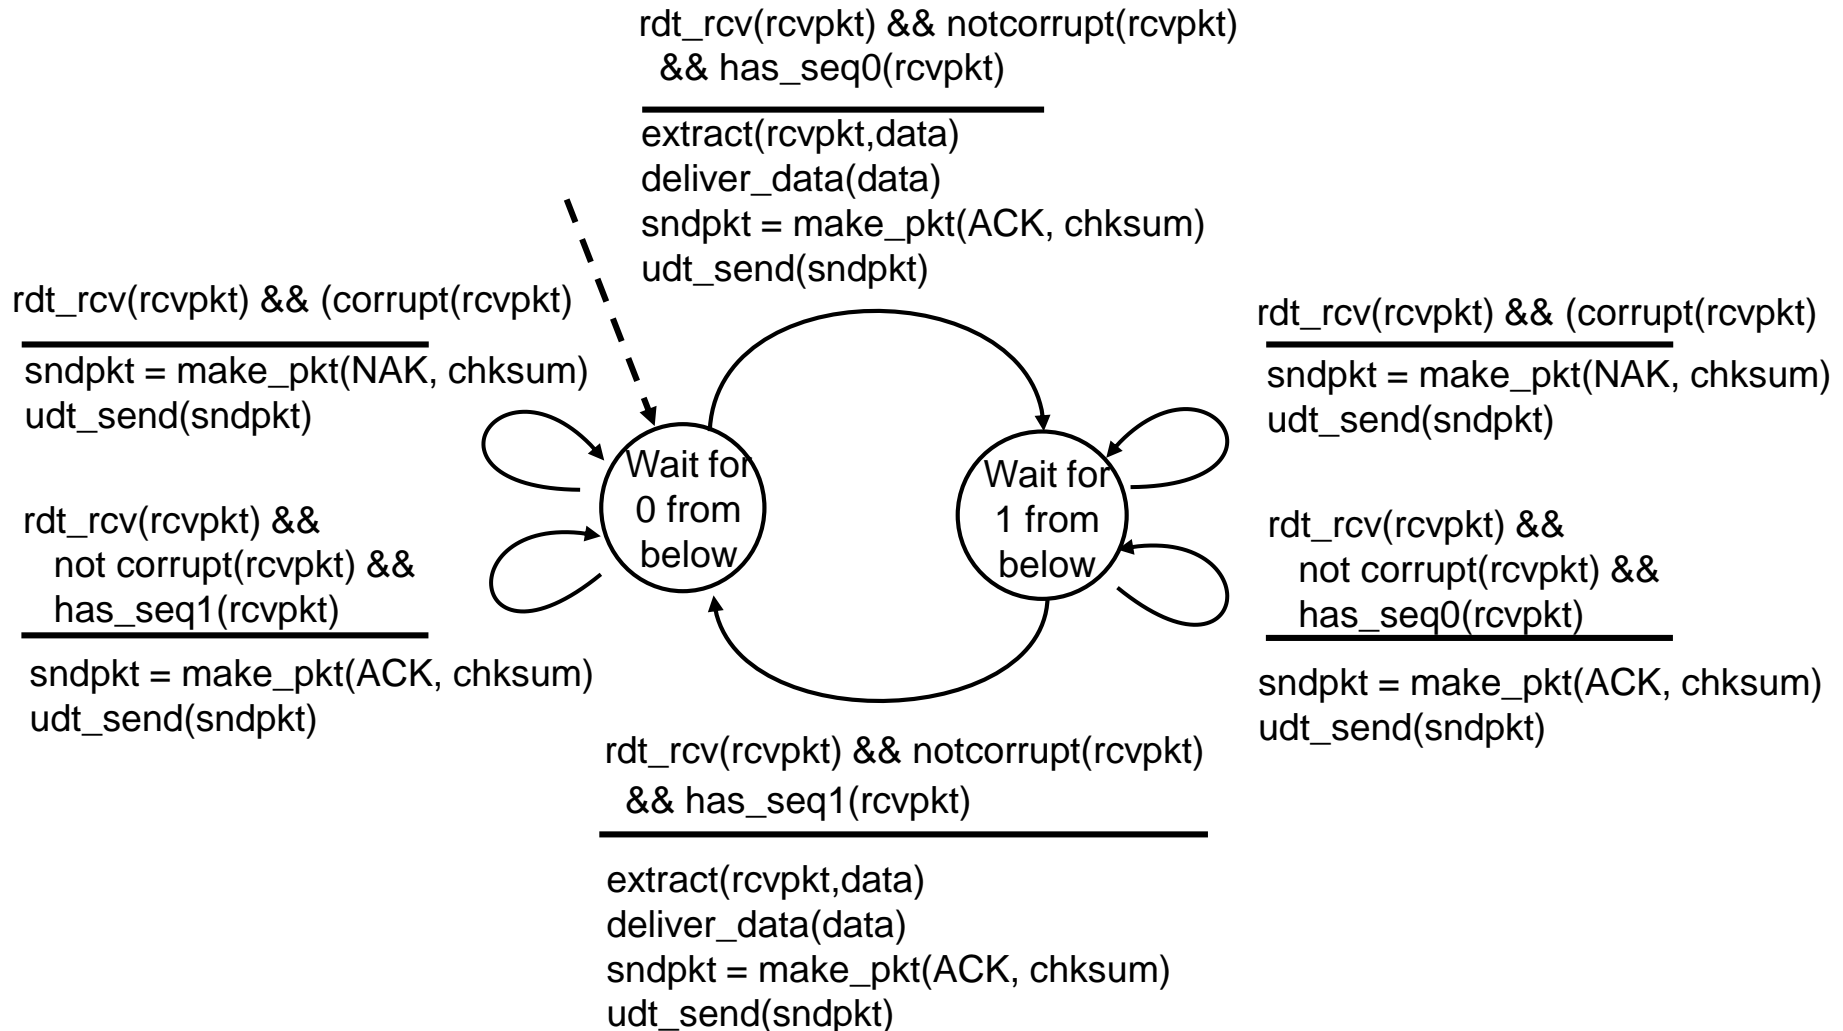 rdt_rcv(rcvpkt) && notcorrupt(rcvpkt)
&& has_seq0(rcvpkt)
extract(rcvpkt,data)
deliver_data(data)
sndpkt = make_pkt(ACK, chksum)
udt_send(sndpkt)
rdt_rcv(rcvpkt) && (corrupt(rcvpkt)
sndpkt = make_pkt(NAK, chksum)
udt_send(sndpkt)
rdt_rcv(rcvpkt) &&
not corrupt(rcvpkt) &&
has_seq1(rcvpkt)
sndpkt = make_pkt(ACK, chksum)
udt_send(sndpkt)
Wait for
0 from
below
Wait for
1 from
below
rdt_rcv(rcvpkt) && (corrupt(rcvpkt)
sndpkt = make_pkt(NAK, chksum)
udt_send(sndpkt)
rdt_rcv(rcvpkt) &&
not corrupt(rcvpkt) &&
has_seq0(rcvpkt)
sndpkt = make_pkt(ACK, chksum)
udt_send(sndpkt)
rdt_rcv(rcvpkt) && notcorrupt(rcvpkt)
&& has_seq1(rcvpkt)
extract(rcvpkt,data)
deliver_data(data)
sndpkt = make_pkt(ACK, chksum)
udt_send(sndpkt)